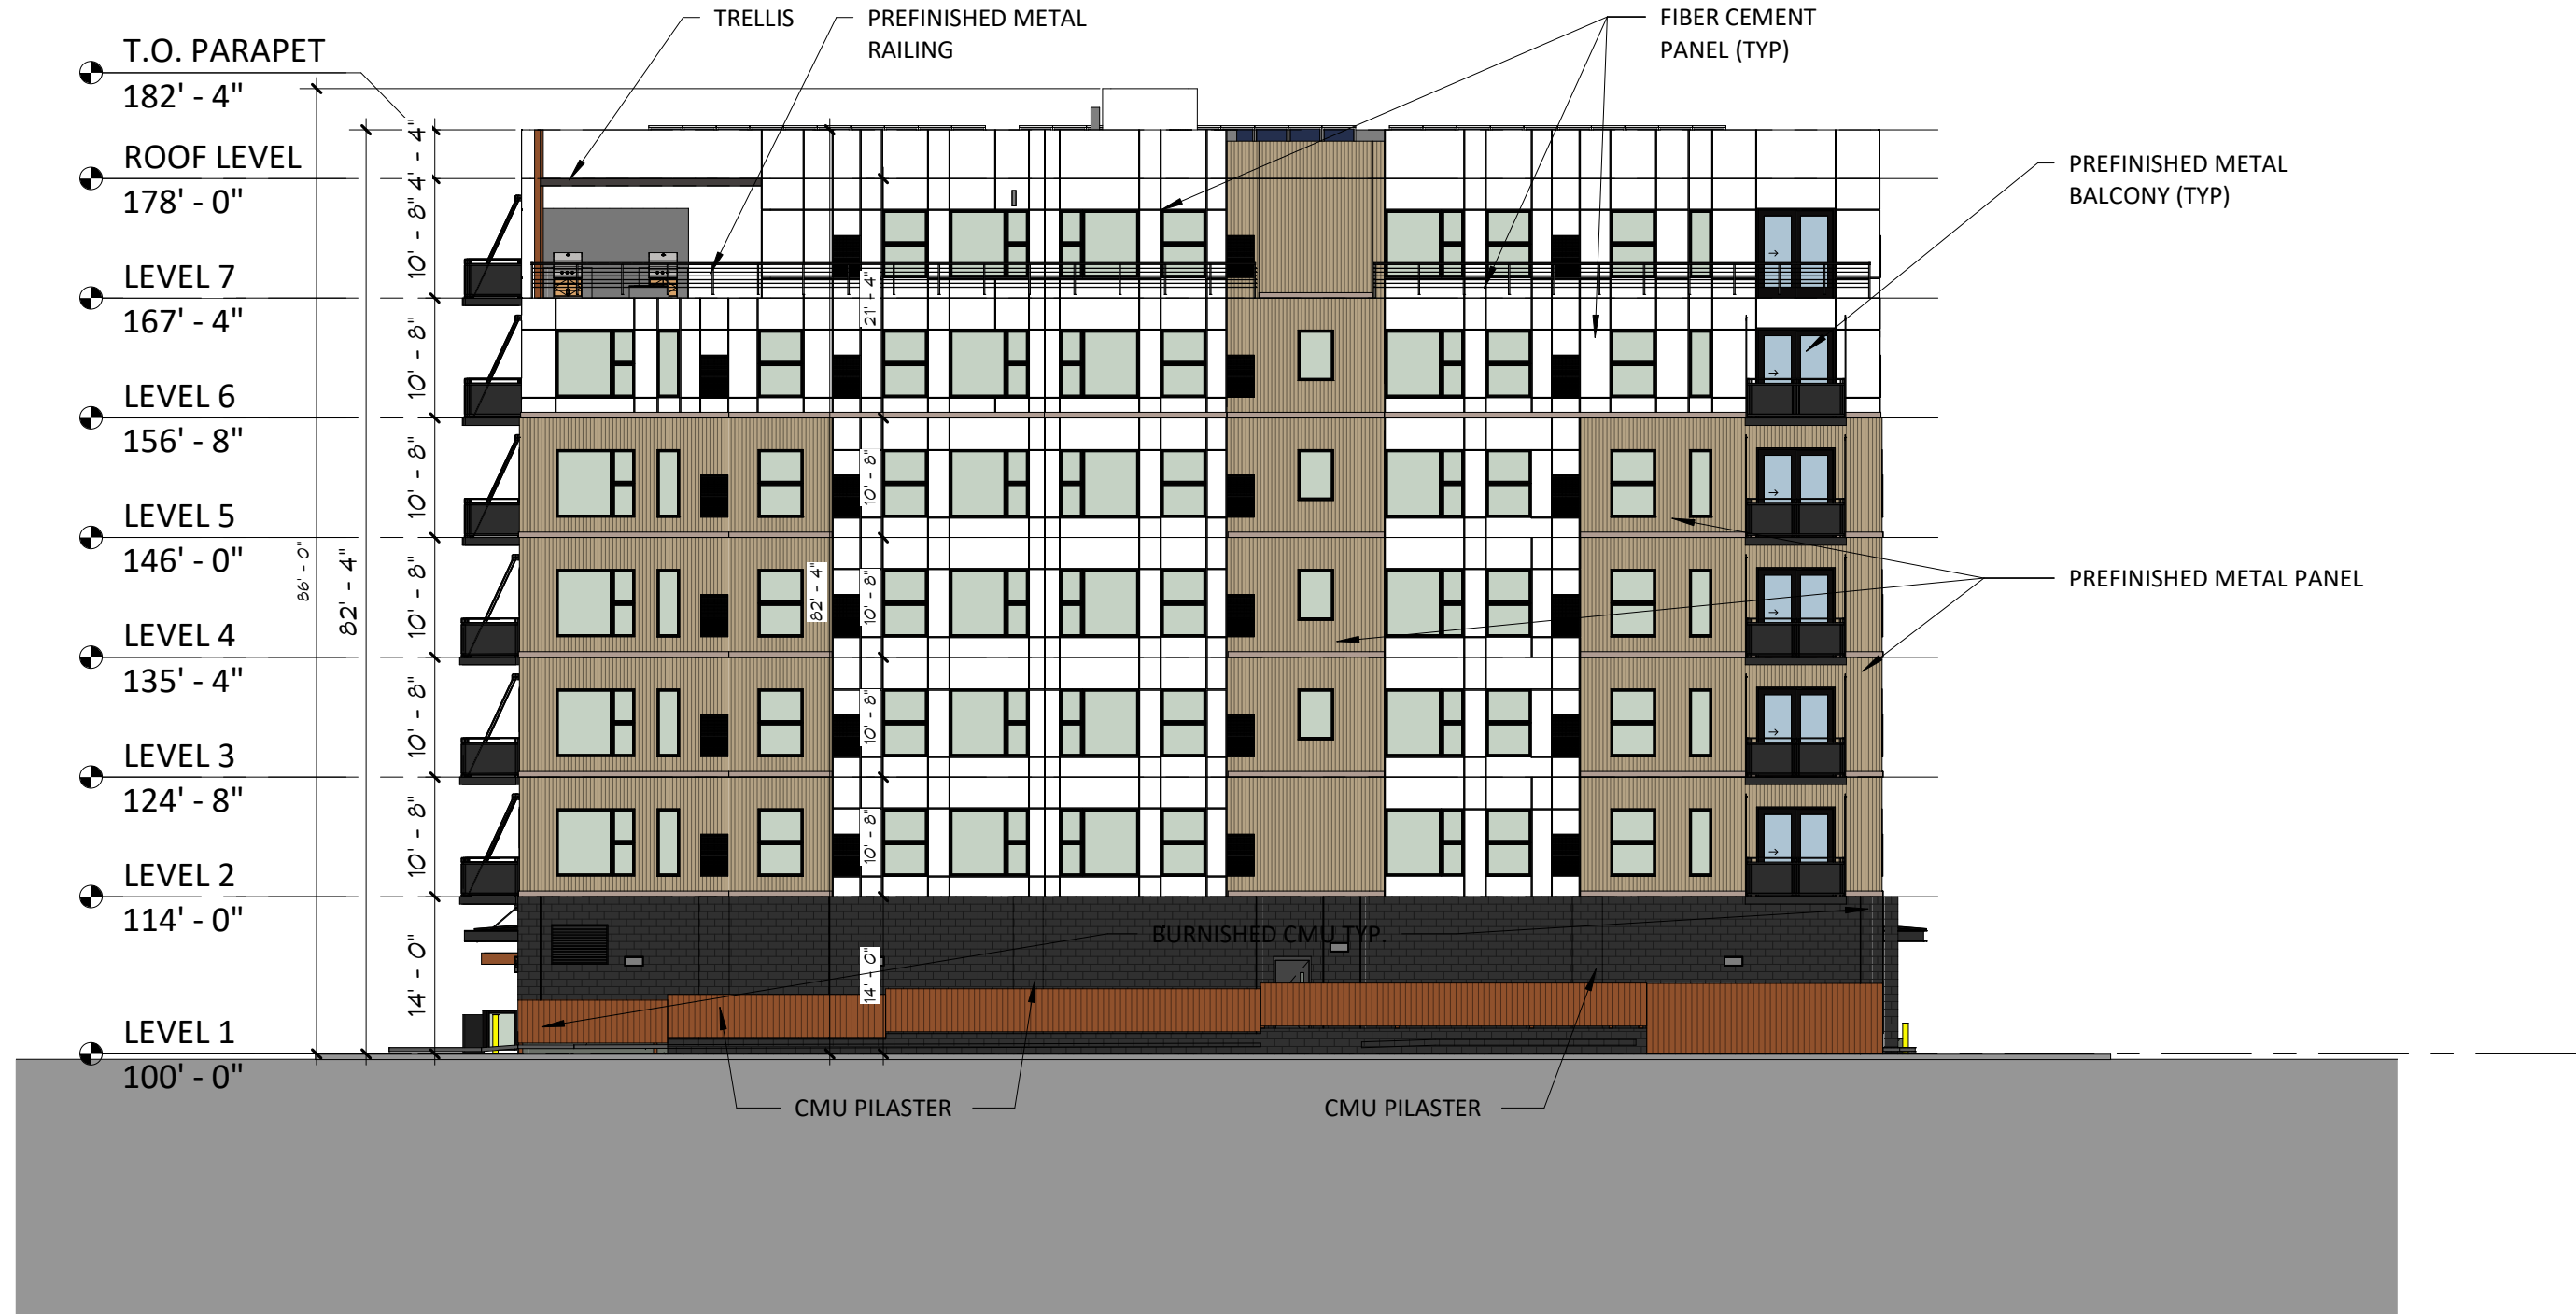 TRELLIS
PREFINISHED METAL
RAILING
FIBER CEMENT
PANEL (TYP)
T.O. PARAPET
182' - 4"
ROOF LEVEL
178' - 0"
LEVEL 7
167' - 4"
LEVEL 6
156' - 8"
LEVEL 5
146' - 0"
LEVEL 4
135' - 4"
LEVEL 3
124' - 8"
LEVEL 2
114' - 0"
LEVEL 1
100' - 0"
86' - 0"
82' - 4"
4' - 4"
10' - 8"
10' - 8"
10' - 8"
10' - 8"
10' - 8"
10' - 8"
14' - 0"
82' - 4"
21' - 4"
10' - 8"
10' - 8"
10' - 8"
10' - 8"
14' - 0"
PREFINISHED METAL
BALCONY (TYP)
PREFINISHED METAL PANEL
BURNISHED CMU TYP.
CMU PILASTER
CMU PILASTER